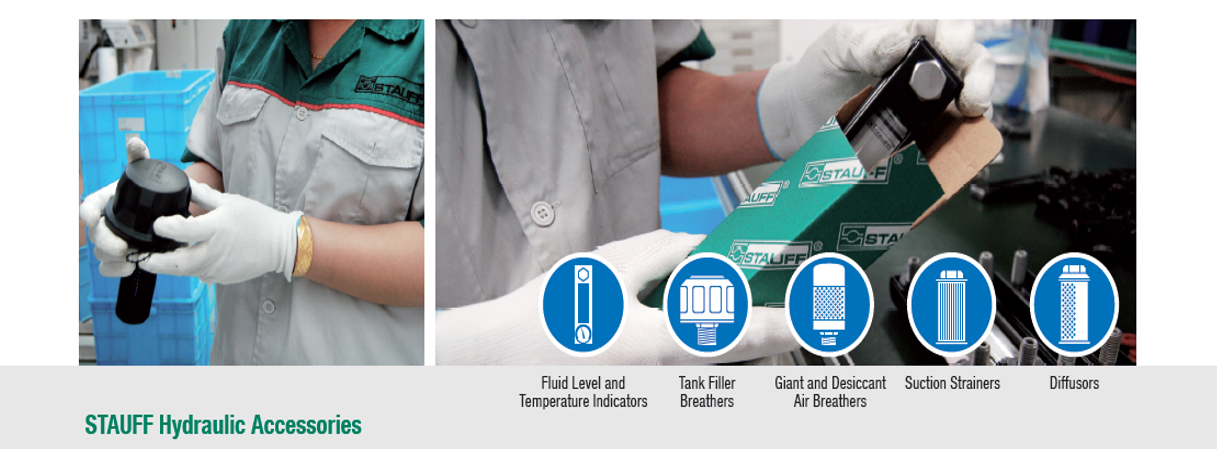 STAUFF
STAUFF
STAUFF
STAUFF
Fluid Level and
Temperature Indicators
Tank Filler
Breathers
Giant and Desiccant
Air Breathers
Suction Strainers
Diffusors
STAUFF Hydraulic Accessories